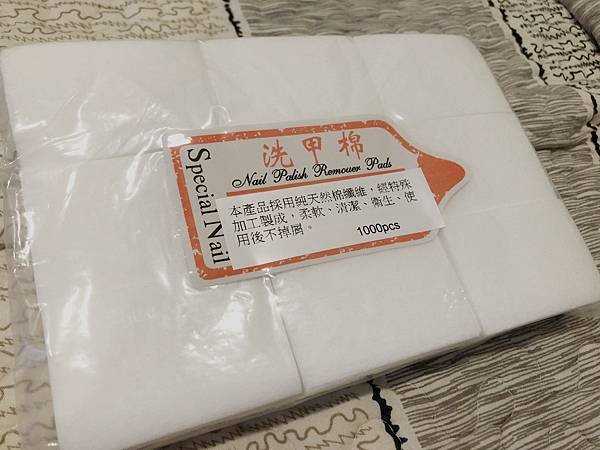 洗甲棉
Nail Palish Remouer Pads
Special Nail
本產品採用純天然棉纖維，經特殊
加工製成，柔軟、清潔、衛生、使
用後不掉屑。
1000pcs